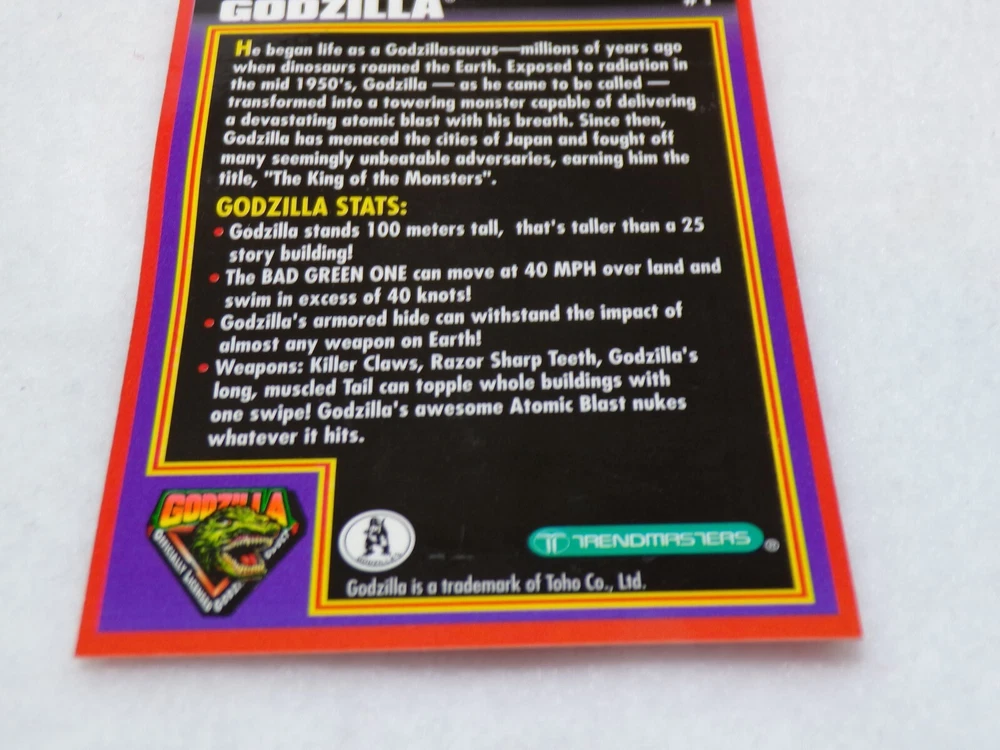 GODZILLA®
#1
He began life as a Godzillasaurus—millions of years ago
when dinosaurs roamed the Earth. Exposed to radiation in
the mid 1950's, Godzilla — as he came to be called —
transformed into a towering monster capable of delivering
a devastating atomic blast with his breath. Since then,
Godzilla has menaced the cities of Japan and fought off
many seemingly unbeatable adversaries, earning him the
title, "The King of the Monsters".
GODZILLA STATS:
• Godzilla stands 100 meters tall, that's taller than a 25
story building!
• The BAD GREEN ONE can move at 40 MPH over land and
swim in excess of 40 knots!
• Godzilla's armored hide can withstand the impact of
almost any weapon on Earth!
• Weapons: Killer Claws, Razor Sharp Teeth, Godzilla's
long, muscled Tail can topple whole buildings with
one swipe! Godzilla's awesome Atomic Blast nukes
whatever it hits.
GODZILLA
OFFICIALLY LICENSED
GODZILLA
TRENDMASTERS®
Godzilla is a trademark of Toho Co., Ltd.